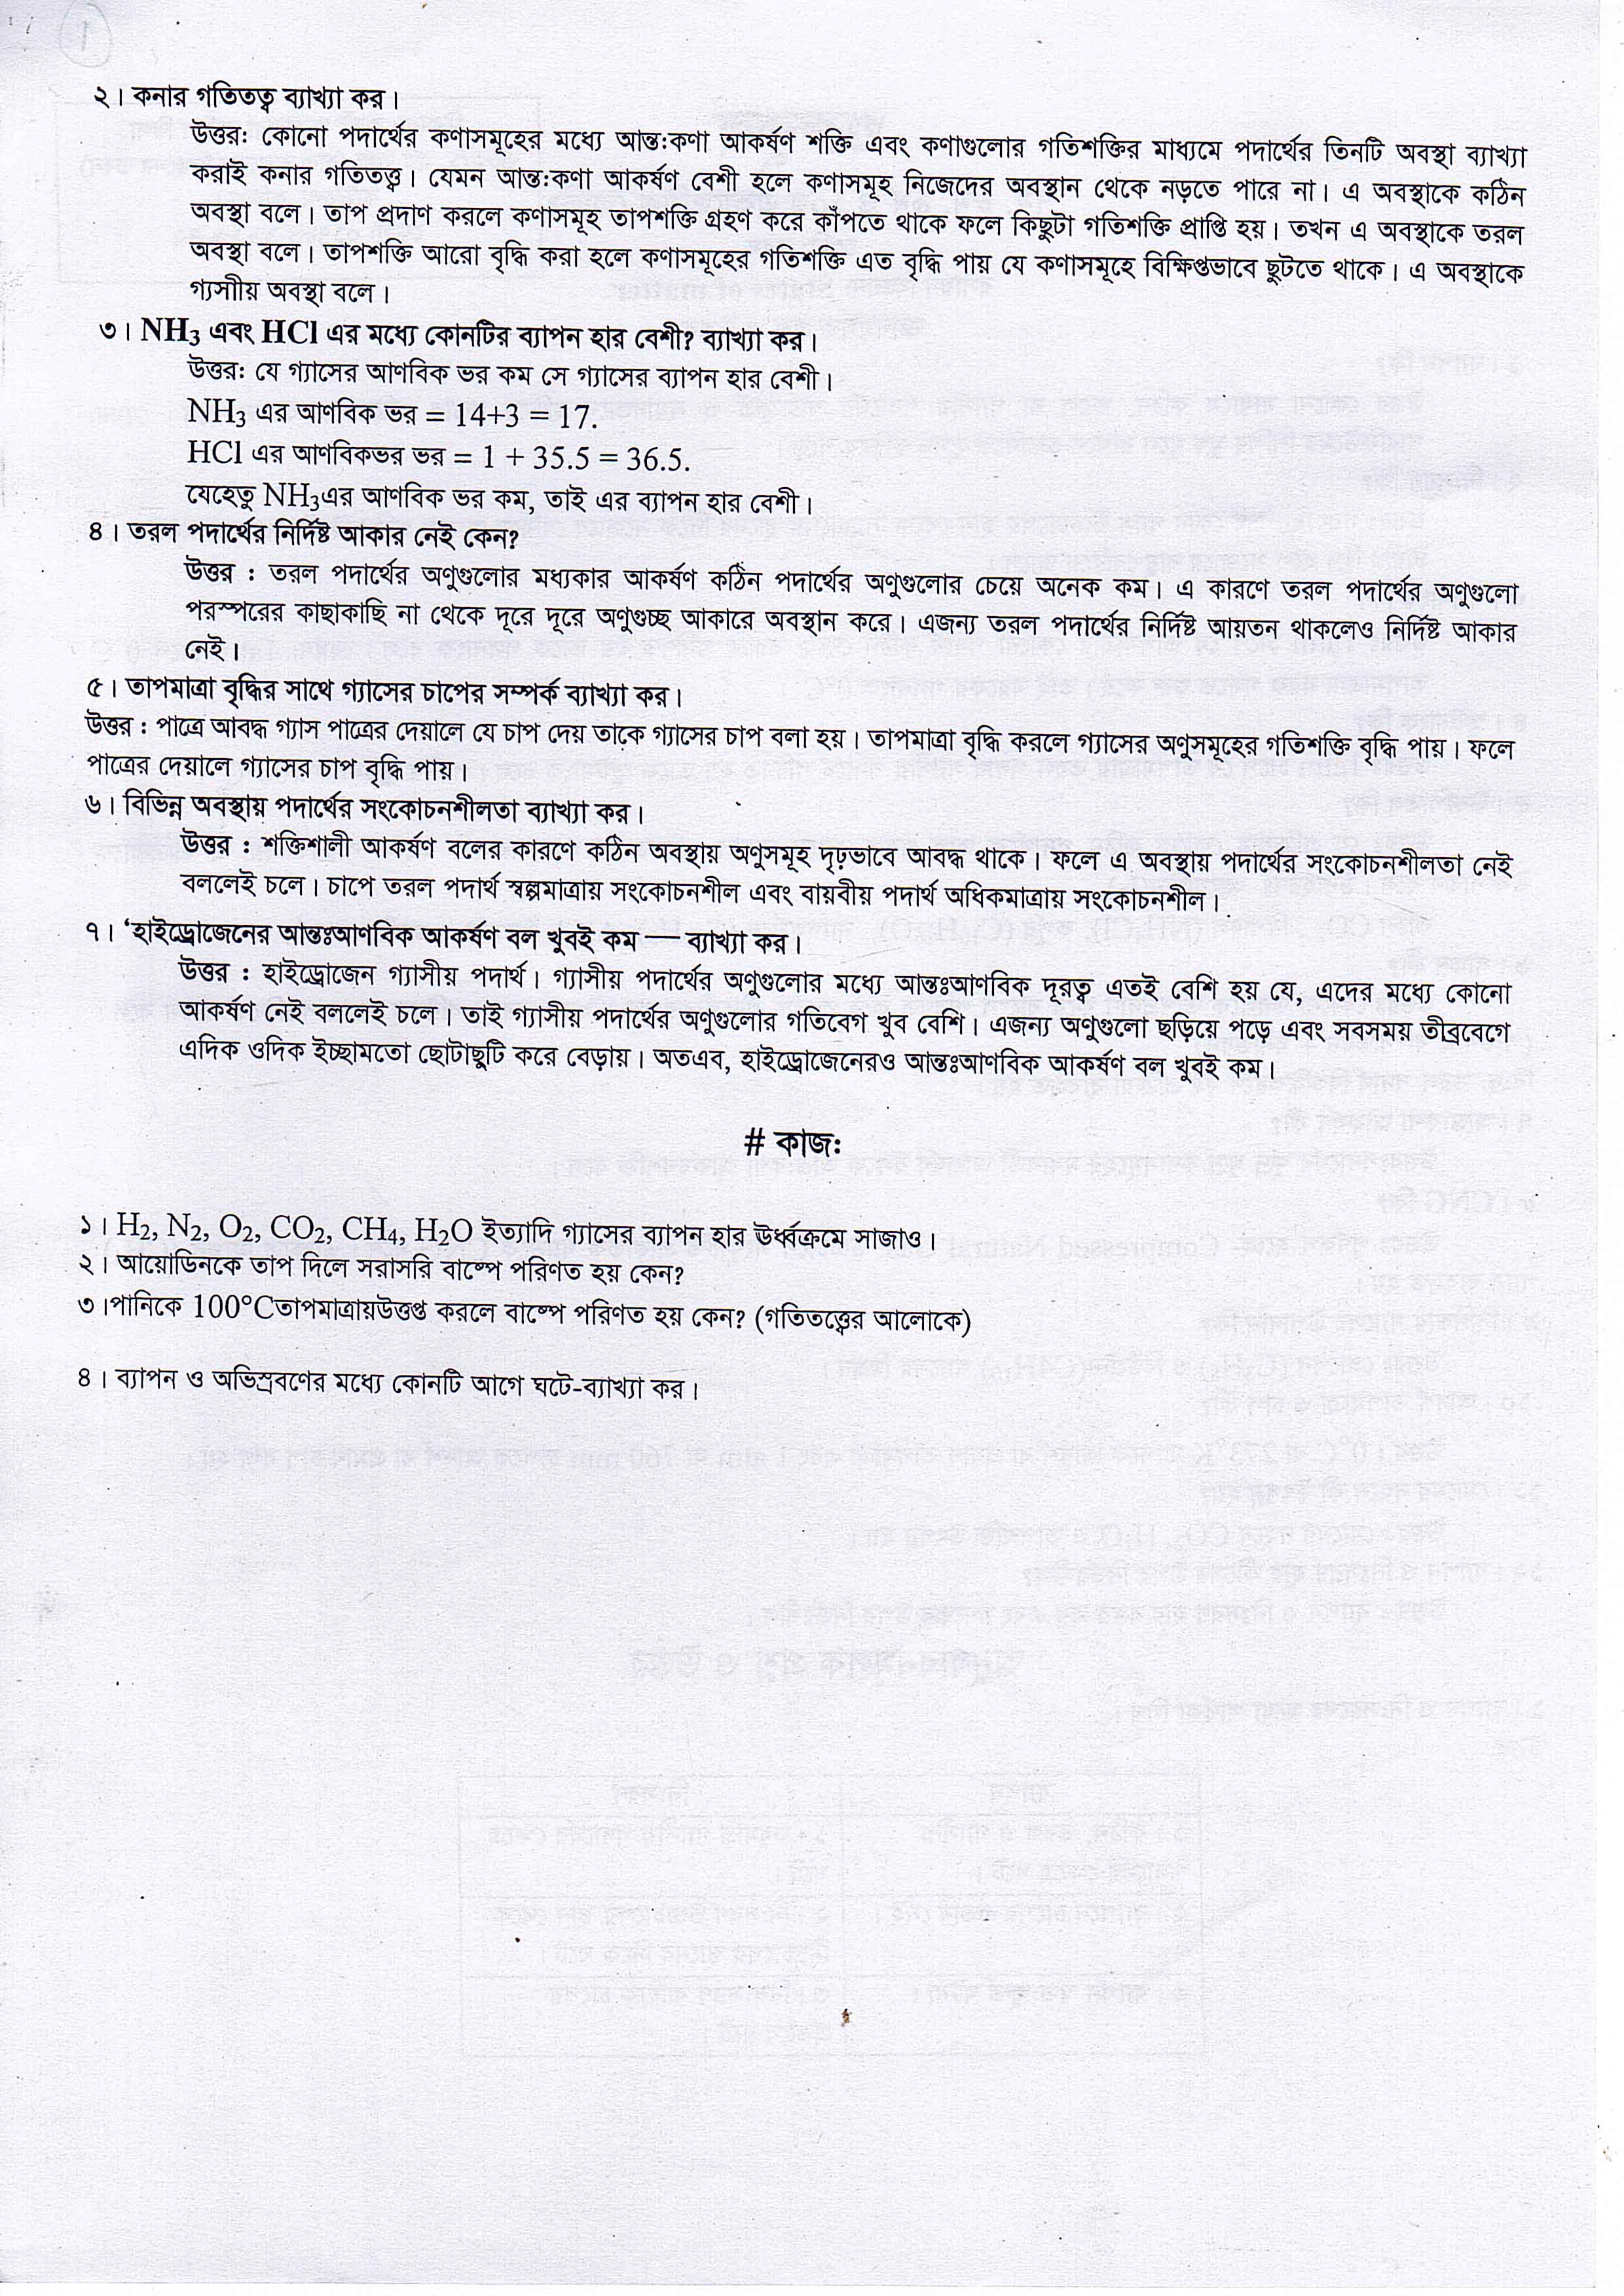 ২। কনার গতিতত্ব ব্যাখ্যা কর।
উত্তর: কোনো পদার্থের কণাসমূহের মধ্যে আন্ত:কণা আকর্ষণ শক্তি এবং কণাগুলোর গতিশক্তির মাধ্যমে পদার্থের তিনটি অবস্থা ব্যাখ্যা
করাই কনার গতিতত্ত্ব। যেমন আন্ত:কণা আকর্ষণ বেশী হলে কণাসমূহ নিজেদের অবস্থান থেকে নড়তে পারে না। এ অবস্থাকে কঠিন
অবস্থা বলে। তাপ প্রদাণ করলে কণাসমূহ তাপশক্তি গ্রহণ করে কাঁপতে থাকে ফলে কিছুটা গতিশক্তি প্রাপ্তি হয়। তখন এ অবস্থাকে তরল
অবস্থা বলে। তাপশক্তি আরো বৃদ্ধি করা হলে কণাসমূহের গতিশক্তি এত বৃদ্ধি পায় যে কণাসমূহে বিক্ষিপ্তভাবে ছুটতে থাকে। এ অবস্থাকে
গ্যসাীয় অবস্থা বলে।
৩। NH3 এবং HCl এর মধ্যে কোনটির ব্যাপন হার বেশী? ব্যাখ্যা কর।
উত্তর: যে গ্যাসের আণবিক ভর কম সে গ্যাসের ব্যাপন হার বেশী।
NH3 এর আণবিক ভর = 14+3 = 17.
HCl এর আণবিকভর ভর = 1 + 35.5 = 36.5.
যেহেতু NH3এর আণবিক ভর কম, তাই এর ব্যাপন হার বেশী।
৪। তরল পদার্থের নির্দিষ্ট আকার নেই কেন?
উত্তর : তরল পদার্থের অণুগুলোর মধ্যকার আকর্ষণ কঠিন পদার্থের অণুগুলোর চেয়ে অনেক কম। এ কারণে তরল পদার্থের অণুগুলো
পরস্পরের কাছাকাছি না থেকে দূরে দূরে অণুগুচ্ছ আকারে অবস্থান করে। এজন্য তরল পদার্থের নির্দিষ্ট আয়তন থাকলেও নির্দিষ্ট আকার
নেই।
৫। তাপমাত্রা বৃদ্ধির সাথে গ্যাসের চাপের সম্পর্ক ব্যাখ্যা কর।
উত্তর : পাত্রে আবদ্ধ গ্যাস পাত্রের দেয়ালে যে চাপ দেয় তাকে গ্যাসের চাপ বলা হয়। তাপমাত্রা বৃদ্ধি করলে গ্যাসের অণুসমূহের গতিশক্তি বৃদ্ধি পায়। ফলে
পাত্রের দেয়ালে গ্যাসের চাপ বৃদ্ধি পায়।
৬। বিভিন্ন অবস্থায় পদার্থের সংকোচনশীলতা ব্যাখ্যা কর।
উত্তর : শক্তিশালী আকর্ষণ বলের কারণে কঠিন অবস্থায় অণুসমূহ দৃঢ়ভাবে আবদ্ধ থাকে। ফলে এ অবস্থায় পদার্থের সংকোচনশীলতা নেই
বললেই চলে। চাপে তরল পদার্থ স্বল্পমাত্রায় সংকোচনশীল এবং বায়বীয় পদার্থ অধিকমাত্রায় সংকোচনশীল।
৭। ‘হাইড্রোজেনের আন্তঃআণবিক আকর্ষণ বল খুবই কম — ব্যাখ্যা কর।
উত্তর : হাইড্রোজেন গ্যাসীয় পদার্থ। গ্যাসীয় পদার্থের অণুগুলোর মধ্যে আন্তঃআণবিক দূরত্ব এতই বেশি হয় যে, এদের মধ্যে কোনো
আকর্ষণ নেই বললেই চলে। তাই গ্যাসীয় পদার্থের অণুগুলোর গতিবেগ খুব বেশি। এজন্য অণুগুলো ছড়িয়ে পড়ে এবং সবসময় তীব্রবেগে
এদিক ওদিক ইচ্ছামতো ছোটাছুটি করে বেড়ায়। অতএব, হাইড্রোজেনেরও আন্তঃআণবিক আকর্ষণ বল খুবই কম।
# কাজ:
১। H2, N2, O2, CO2, CH4, H2O ইত্যাদি গ্যাসের ব্যাপন হার ঊর্ধ্বক্রমে সাজাও।
২। আয়োডিনকে তাপ দিলে সরাসরি বাষ্পে পরিণত হয় কেন?
৩।পানিকে 100°Cতাপমাত্রায়উত্তপ্ত করলে বাষ্পে পরিণত হয় কেন? (গতিতত্ত্বের আলোকে)
৪। ব্যাপন ও অভিস্রবণের মধ্যে কোনটি আগে ঘটে-ব্যাখ্যা কর।